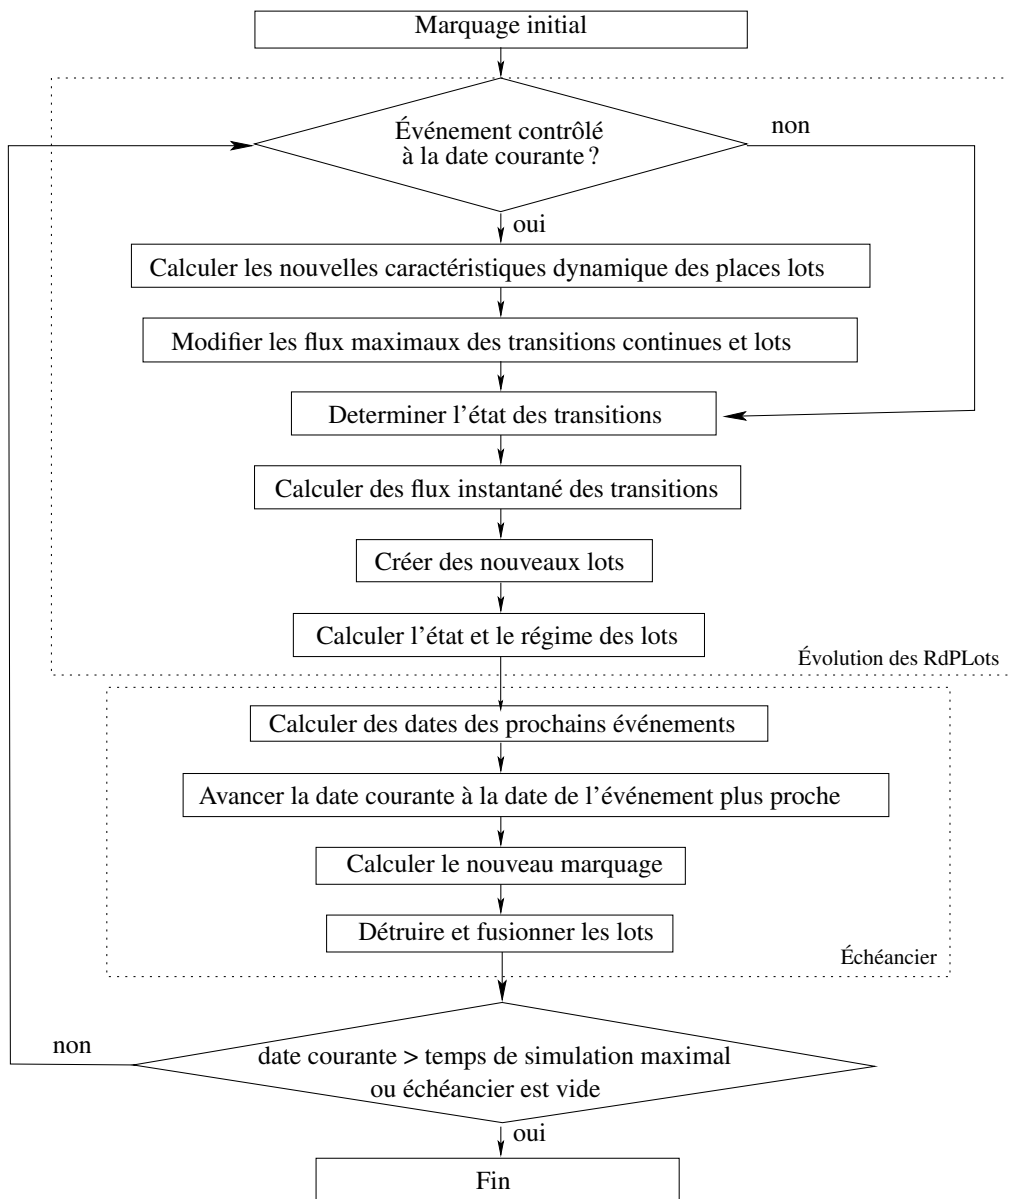 Marquage initial
Événement contrôlé
à la date courante ?
non
oui
Calculer les nouvelles caractéristiques dynamique des places lots
Modifier les flux maximaux des transitions continues et lots
Determiner l'état des transitions
Calculer des flux instantané des transitions
Créer des nouveaux lots
Calculer l'état et le régime des lots
Évolution des RdPLots
Calculer des dates des prochains événements
Avancer la date courante à la date de l'événement plus proche
Calculer le nouveau marquage
Détruire et fusionner les lots
Échéancier
non
date courante > temps de simulation maximal
ou échéancier est vide
oui
Fin